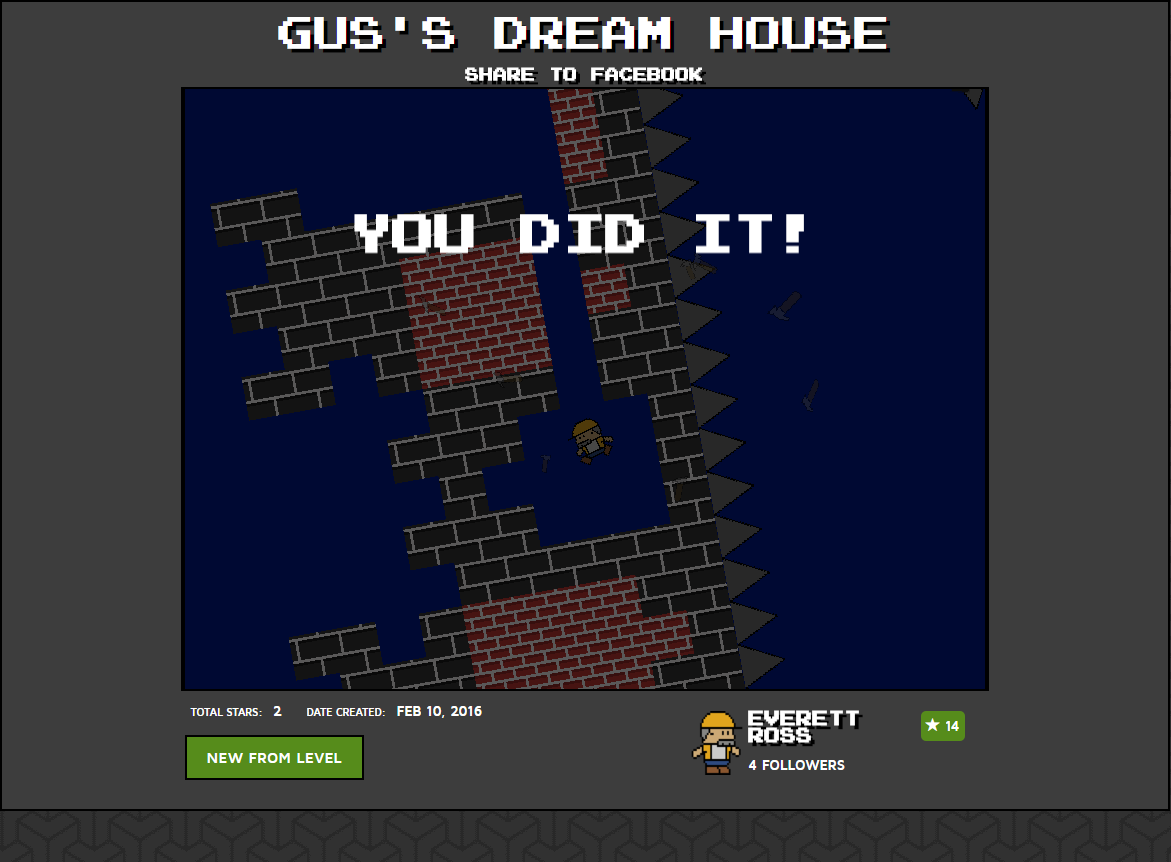 GUS'S DREAM HOUSE
SHARE TO FACEBOOK
YOU DID IT!
TOTAL STARS: 2 DATE CREATED: FEB 10, 2016
NEW FROM LEVEL
EVERETT
ROSS
4 FOLLOWERS
★ 14